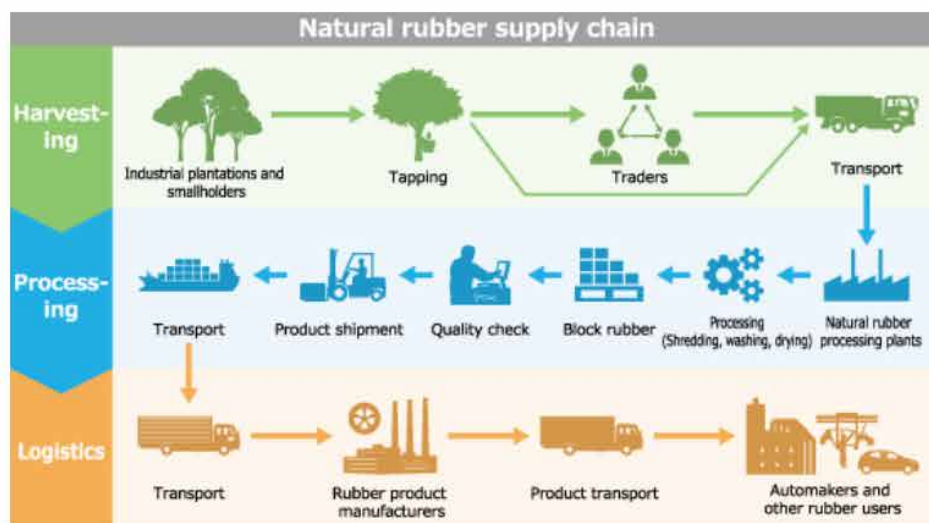 Natural rubber supply chain
Harvest-
ing
Industrial plantations and
smallholders
Tapping
Traders
Transport
Process-
ing
Transport
Product shipment
Quality check
Block rubber
Processing
(Shredding, washing, drying)
Natural rubber
processing plants
Logistics
Transport
Rubber product
manufacturers
Product transport
Automakers and
other rubber users